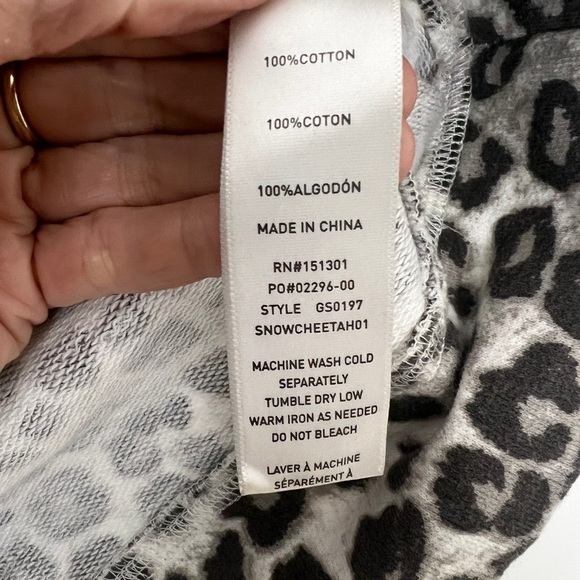 100%COTTON
100%COTON
100%ALGODÓN
MADE IN CHINA
RN#151301
PO#02296-00
STYLE GS0197
SNOWCHEETAH01
MACHINE WASH COLD
SEPARATELY
TUMBLE DRY LOW
WARM IRON AS NEEDED
DO NOT BLEACH
LAVER À MACHINE
SÉPARÉMENT À